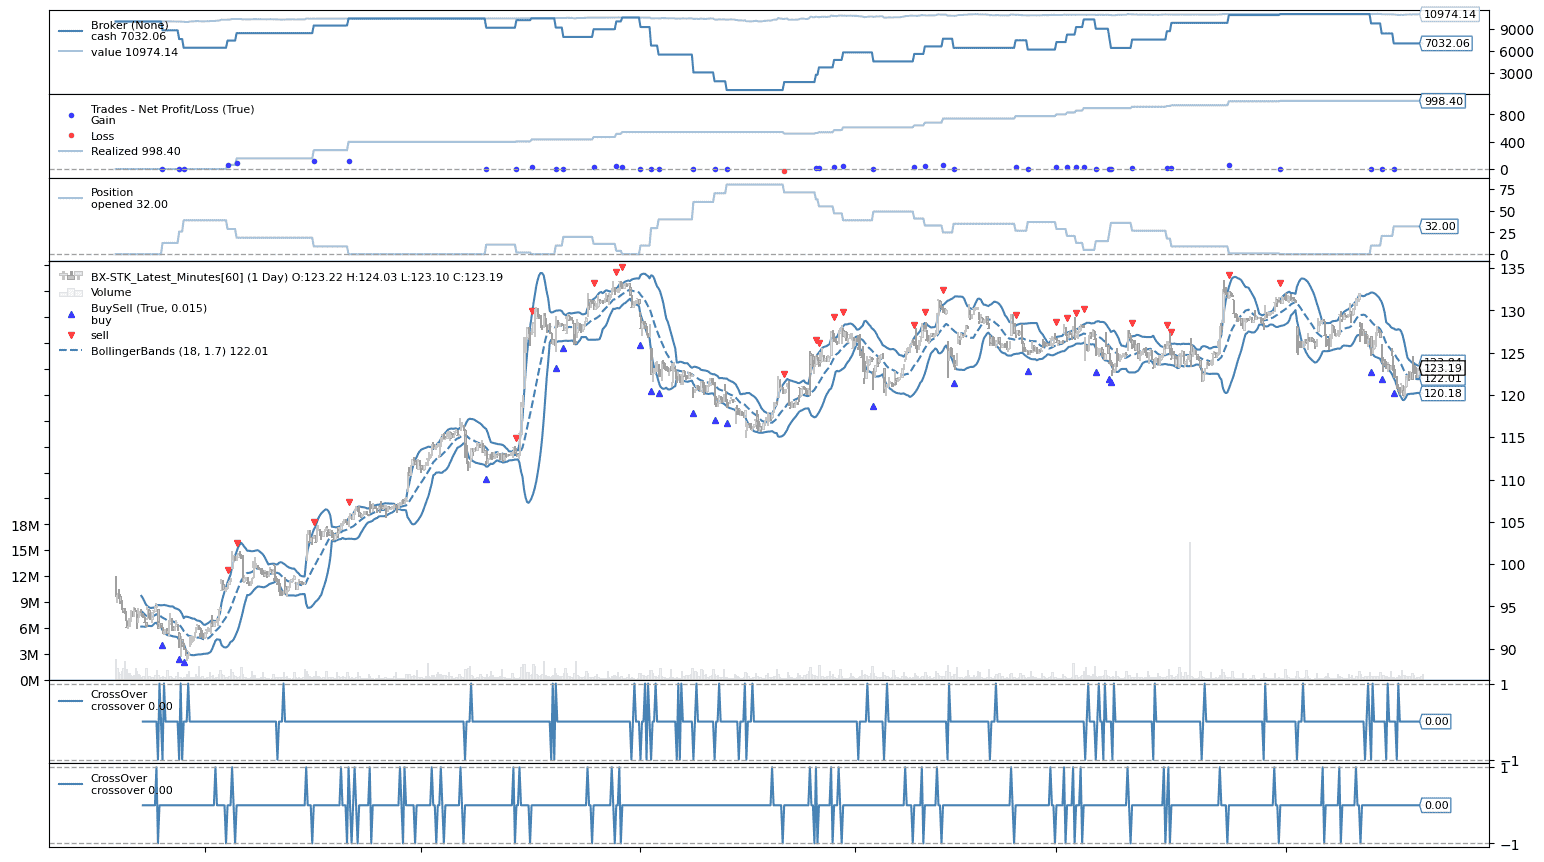 Broker (None)
cash 7032.06
value 10974.14
10974.14
7032.06
9000
6000
3000
Trades - Net Profit/Loss (True)
Gain
Loss
Realized 998.40
998.40
800
400
0
Position
opened 32.00
32.00
75
50
25
0
BX-STK_Latest_Minutes[60] (1 Day) O:123.22 H:124.03 L:123.10 C:123.19
Volume
BuySell (True, 0.015)
buy
sell
BollingerBands (18, 1.7) 122.01
135
130
125
123.19
122.01
120.18
120
115
110
105
100
95
90
18M
15M
12M
9M
6M
3M
0M
CrossOver
crossover 0.00
1
0.00
−1
CrossOver
crossover 0.00
1
0.00
−1